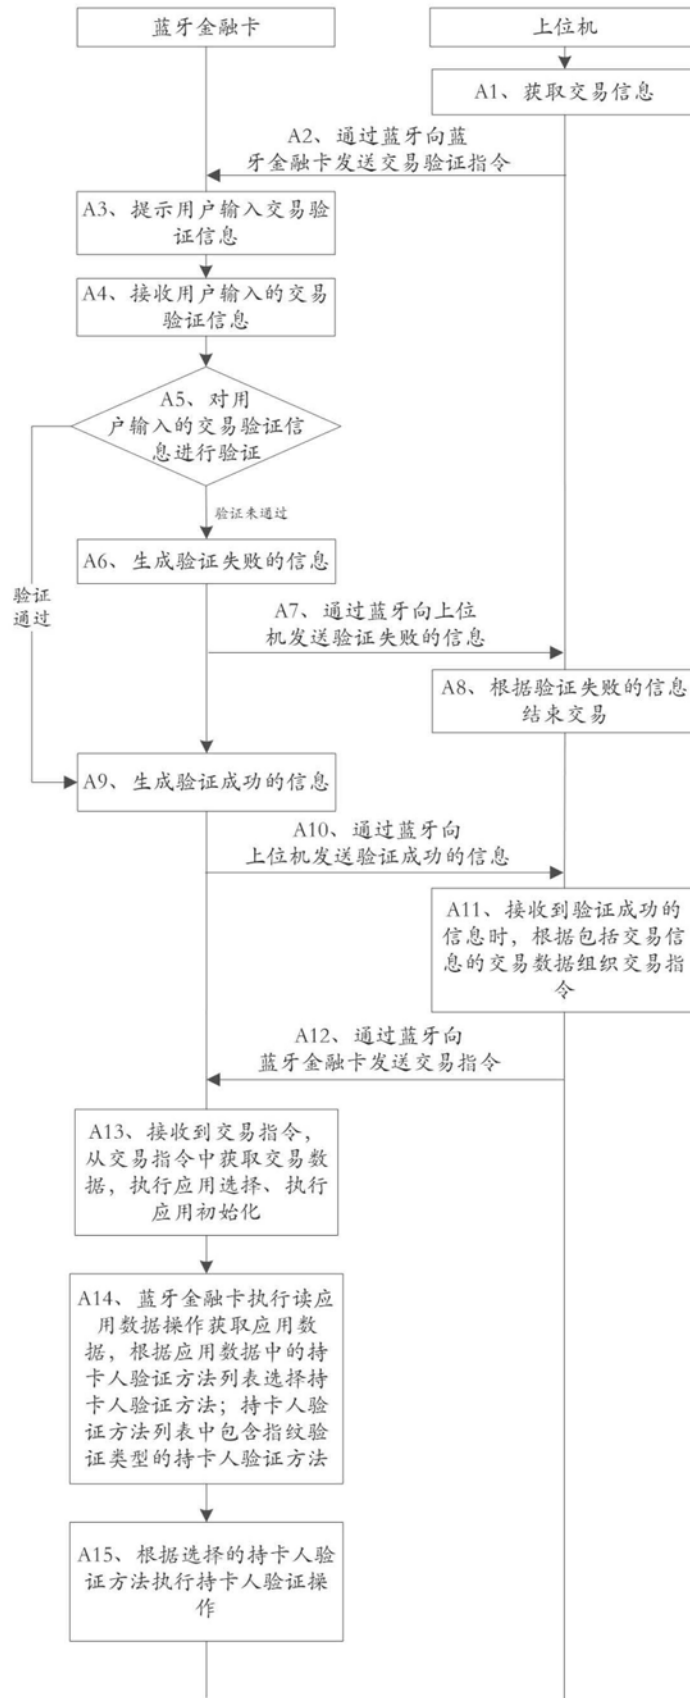 蓝牙金融卡
上位机
A1、获取交易信息
A2、通过蓝牙向蓝
牙金融卡发送交易验证指令
A3、提示用户输入交易验
证信息
A4、接收用户输入的交易
验证信息
A5、对用
户输入的交易验证信
息进行验证
验证未通过
验证
通过
A6、生成验证失败的信息
A7、通过蓝牙向上位
机发送验证失败的信息
A8、根据验证失败的信息
结束交易
A9、生成验证成功的信息
A10、通过蓝牙向
上位机发送验证成功的信息
A11、接收到验证成功的
信息时，根据包括交易信
息的交易数据组织交易指
令
A12、通过蓝牙向
蓝牙金融卡发送交易指令
A13、接收到交易指令，
从交易指令中获取交易数
据，执行应用选择、执行
应用初始化
A14、蓝牙金融卡执行读应
用数据操作获取应用数
据，根据应用数据中的持
卡人验证方法列表选择持
卡人验证方法；持卡人验
证方法列表中包含指纹验
证类型的持卡人验证方法
A15、根据选择的持卡人验
证方法执行持卡人验证操
作